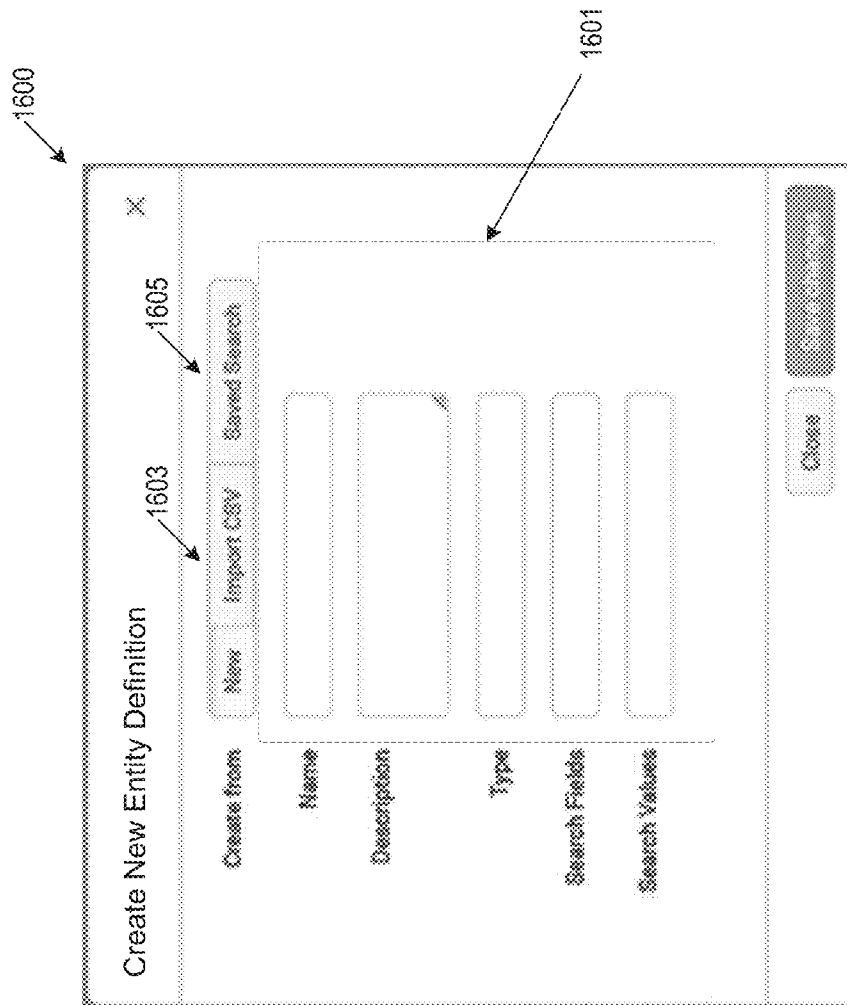 1600
Create New Entity Definition X
1603
1605
Create from New Import CSV Saved Search
Name
Description
1601
Type
Search Fields
Search Values
Close